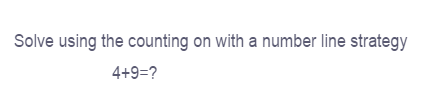 Solve using the counting on with a number line strategy
4+9=?